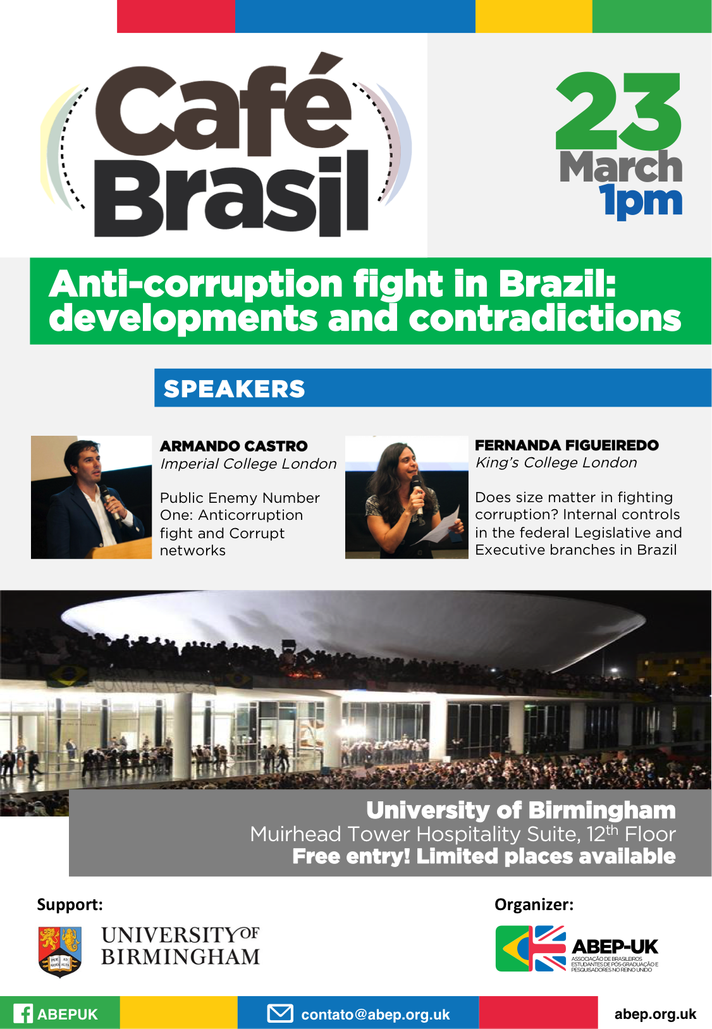 Café
Brasil
23
March
1pm
Anti-corruption fight in Brazil:
developments and contradictions
SPEAKERS
ARMANDO CASTRO
Imperial College London
Public Enemy Number
One: Anticorruption
fight and Corrupt
networks
FERNANDA FIGUEIREDO
King's College London
Does size matter in fighting
corruption? Internal controls
in the federal Legislative and
Executive branches in Brazil
University of Birmingham
Muirhead Tower Hospitality Suite, 12th Floor
Free entry! Limited places available
Support:
UNIVERSITY OF
BIRMINGHAM
Organizer:
ABEP-UK
ASSOCIAÇÃO DE BRASILEIROS
ESTUDANTES DE PÓS-GRADUAÇÃO E
PESQUISADORES NO REINO UNIDO
ABEPUK
contato@abep.org.uk
abep.org.uk